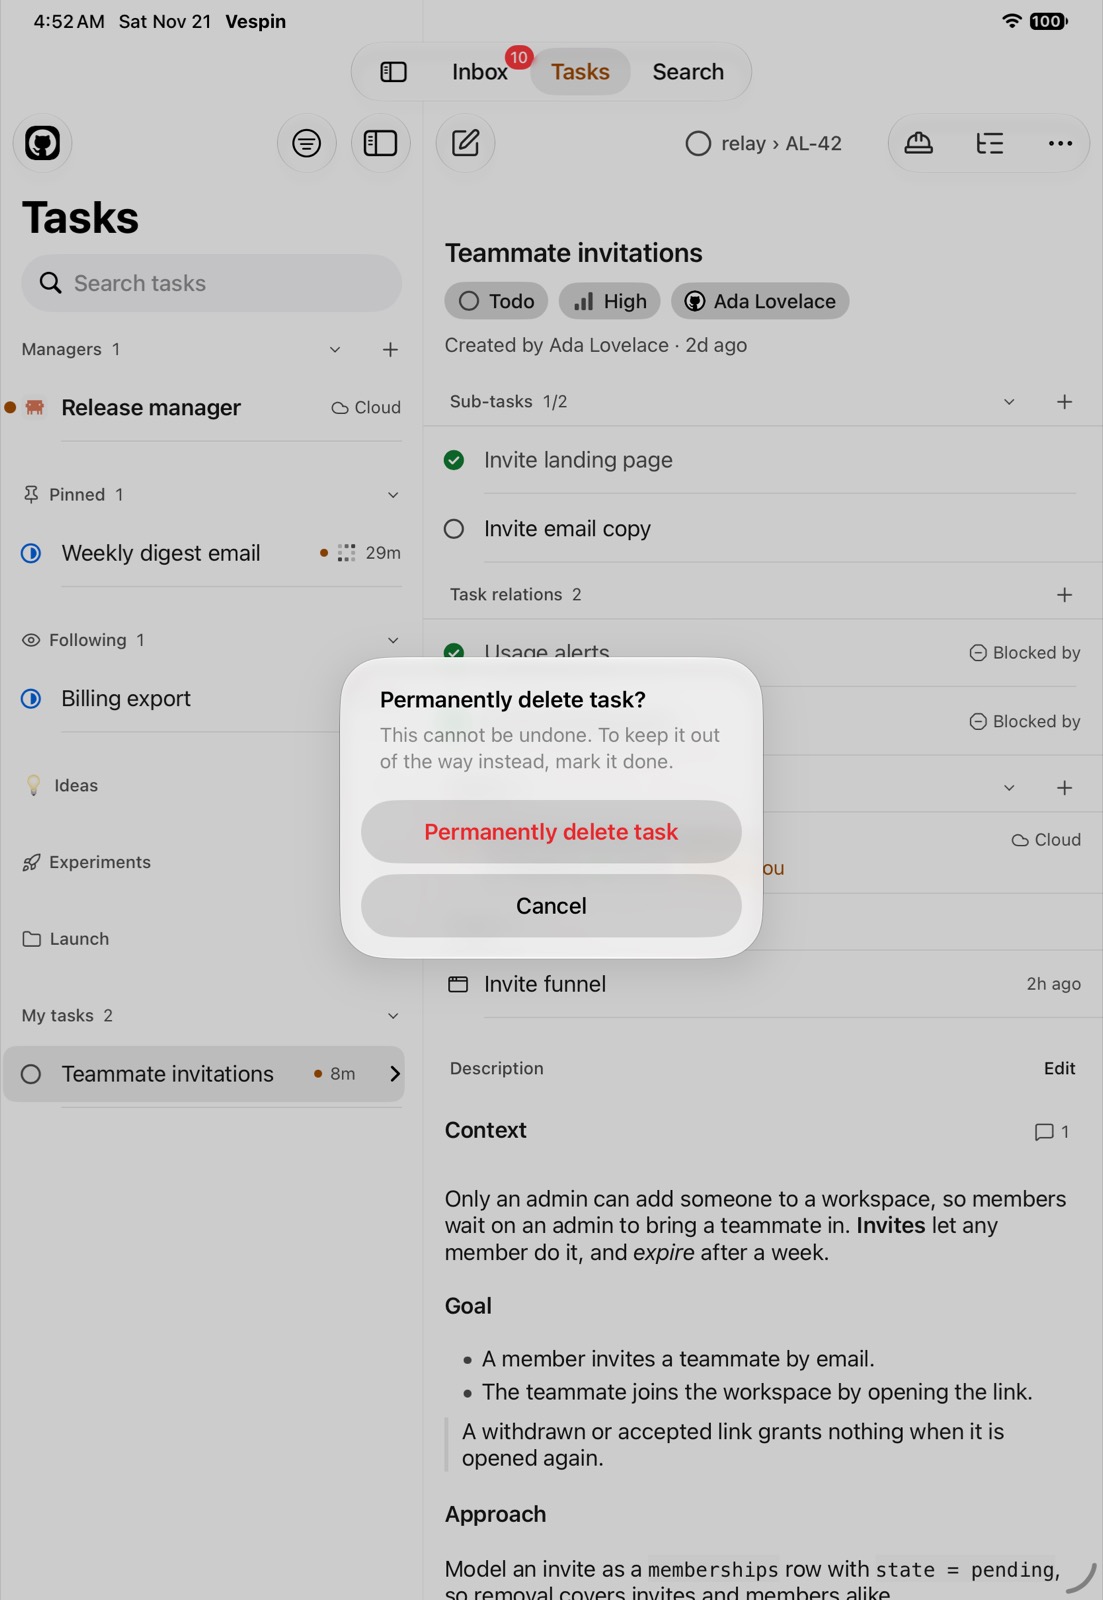 4:52 AM Sat Nov 21 Vespin
100
Inbox 10 Tasks Search
relay › AL-42
Tasks
Search tasks
Managers 1
Release manager Cloud
Pinned 1
Weekly digest email 29m
Following 1
Billing export
Ideas
Experiments
Launch
My tasks 2
Teammate invitations 8m
Teammate invitations
Todo High Ada Lovelace
Created by Ada Lovelace · 2d ago
Sub-tasks 1/2
Invite landing page
Invite email copy
Task relations 2
Usage alerts Blocked by
Blocked by
Cloud
ou
Permanently delete task?
This cannot be undone. To keep it out
of the way instead, mark it done.
Permanently delete task
Cancel
Invite funnel 2h ago
Description Edit
Context 1
Only an admin can add someone to a workspace, so members
wait on an admin to bring a teammate in. Invites let any
member do it, and expire after a week.
Goal
• A member invites a teammate by email.
• The teammate joins the workspace by opening the link.
A withdrawn or accepted link grants nothing when it is
opened again.
Approach
Model an invite as a memberships row with state = pending,
so removal covers invites and members alike